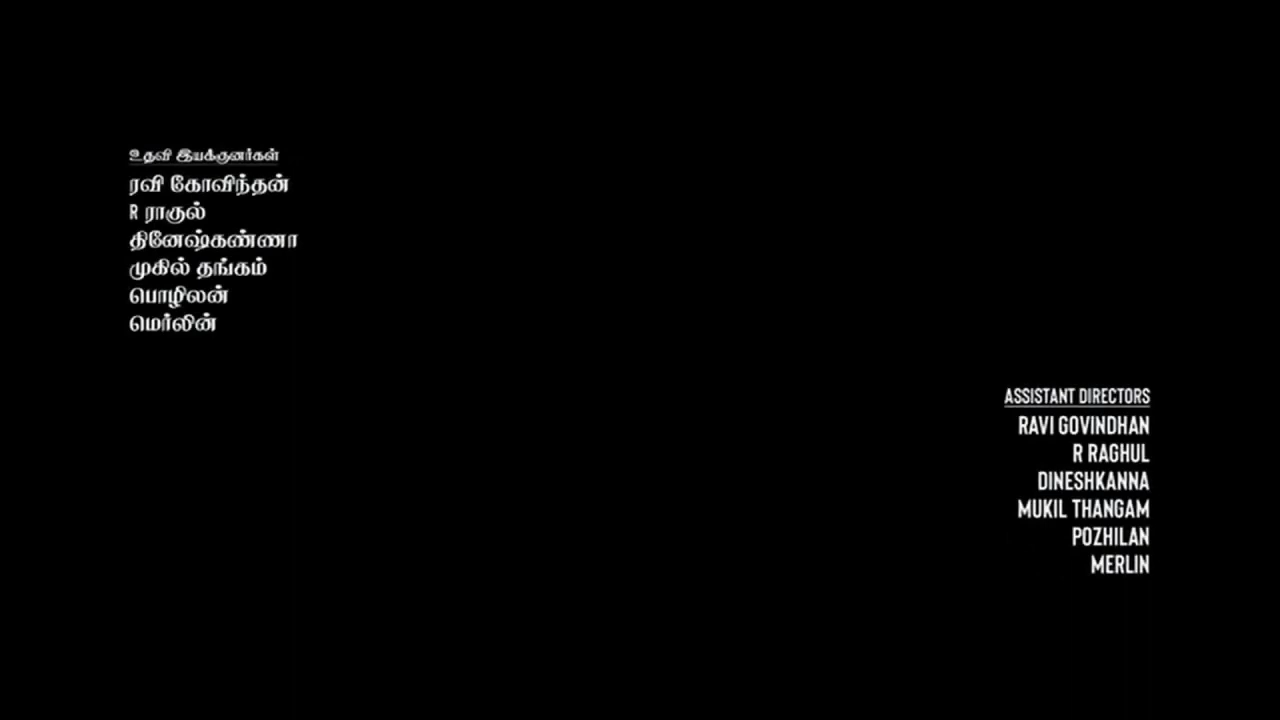 உதவி இயக்குனர்கள்
ரவி கோவிந்தன்
R ராகுல்
தினேஷ்கண்ணா
முகில் தங்கம்
பொழிலன்
மெர்லின்
ASSISTANT DIRECTORS
RAVI GOVINDHAN
R RAGHUL
DINESHKANNA
MUKIL THANGAM
POZHILAN
MERLIN